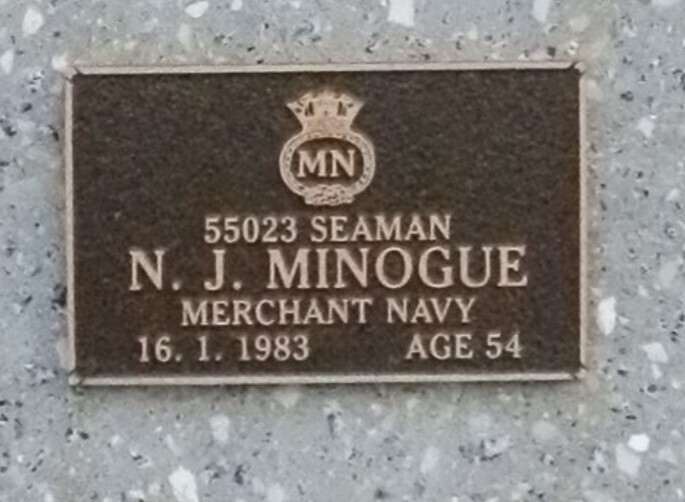 MN
55023 SEAMAN
N. J. MINOGUE
MERCHANT NAVY
16. 1. 1983 AGE 54